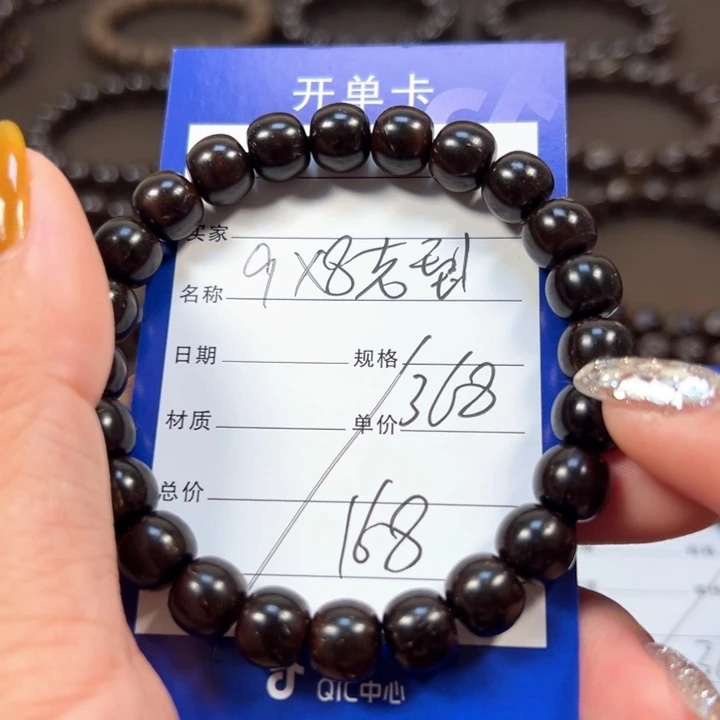 开单卡
买家
名称 9X8老型
日期 规格
材质 单价 368
总价
168
QIC中心